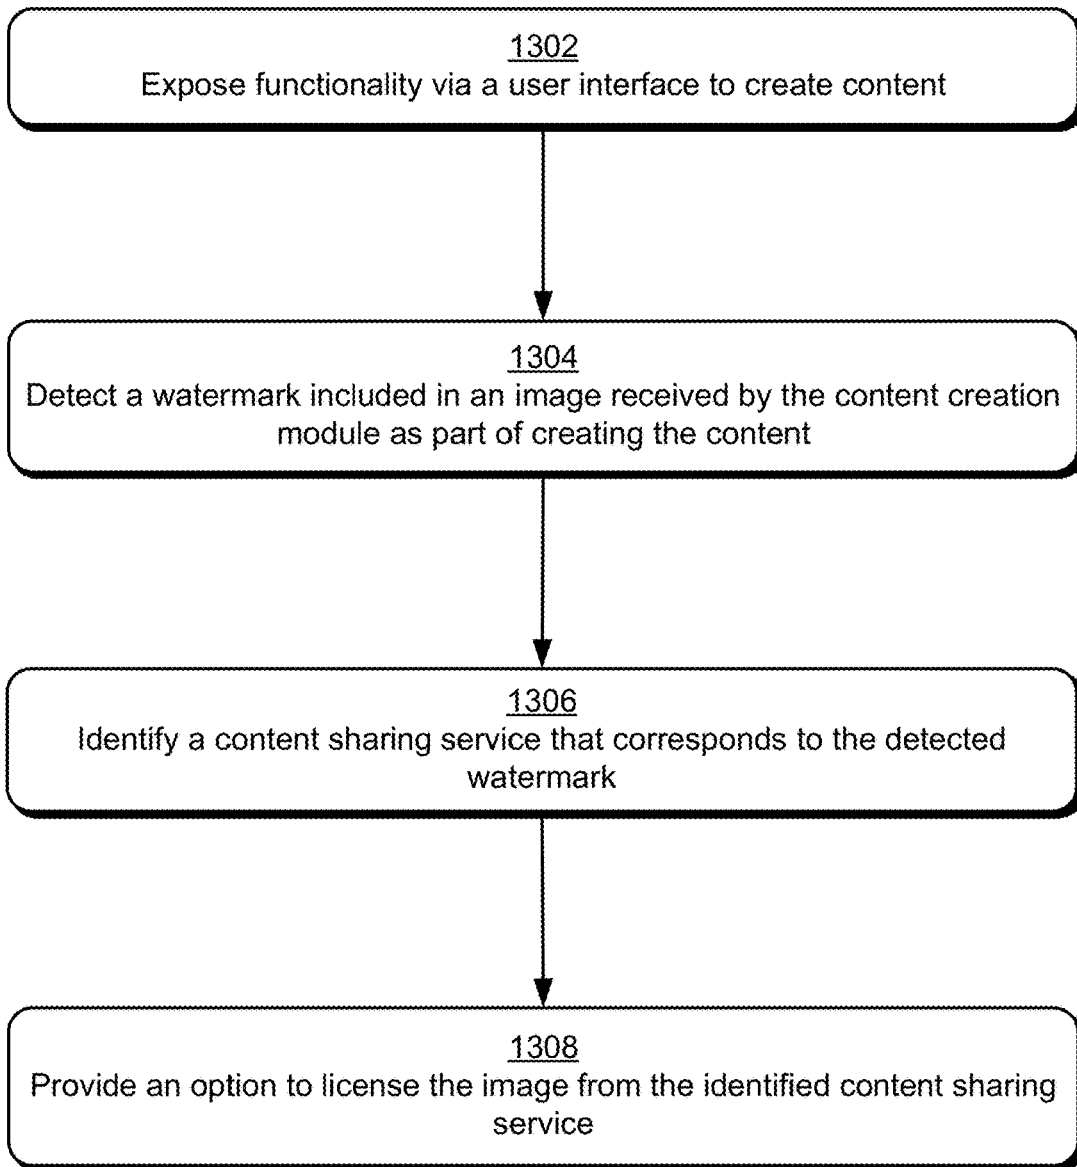 1302
Expose functionality via a user interface to create content
1304
Detect a watermark included in an image received by the content creation
module as part of creating the content
1306
Identify a content sharing service that corresponds to the detected
watermark
1308
Provide an option to license the image from the identified content sharing
service